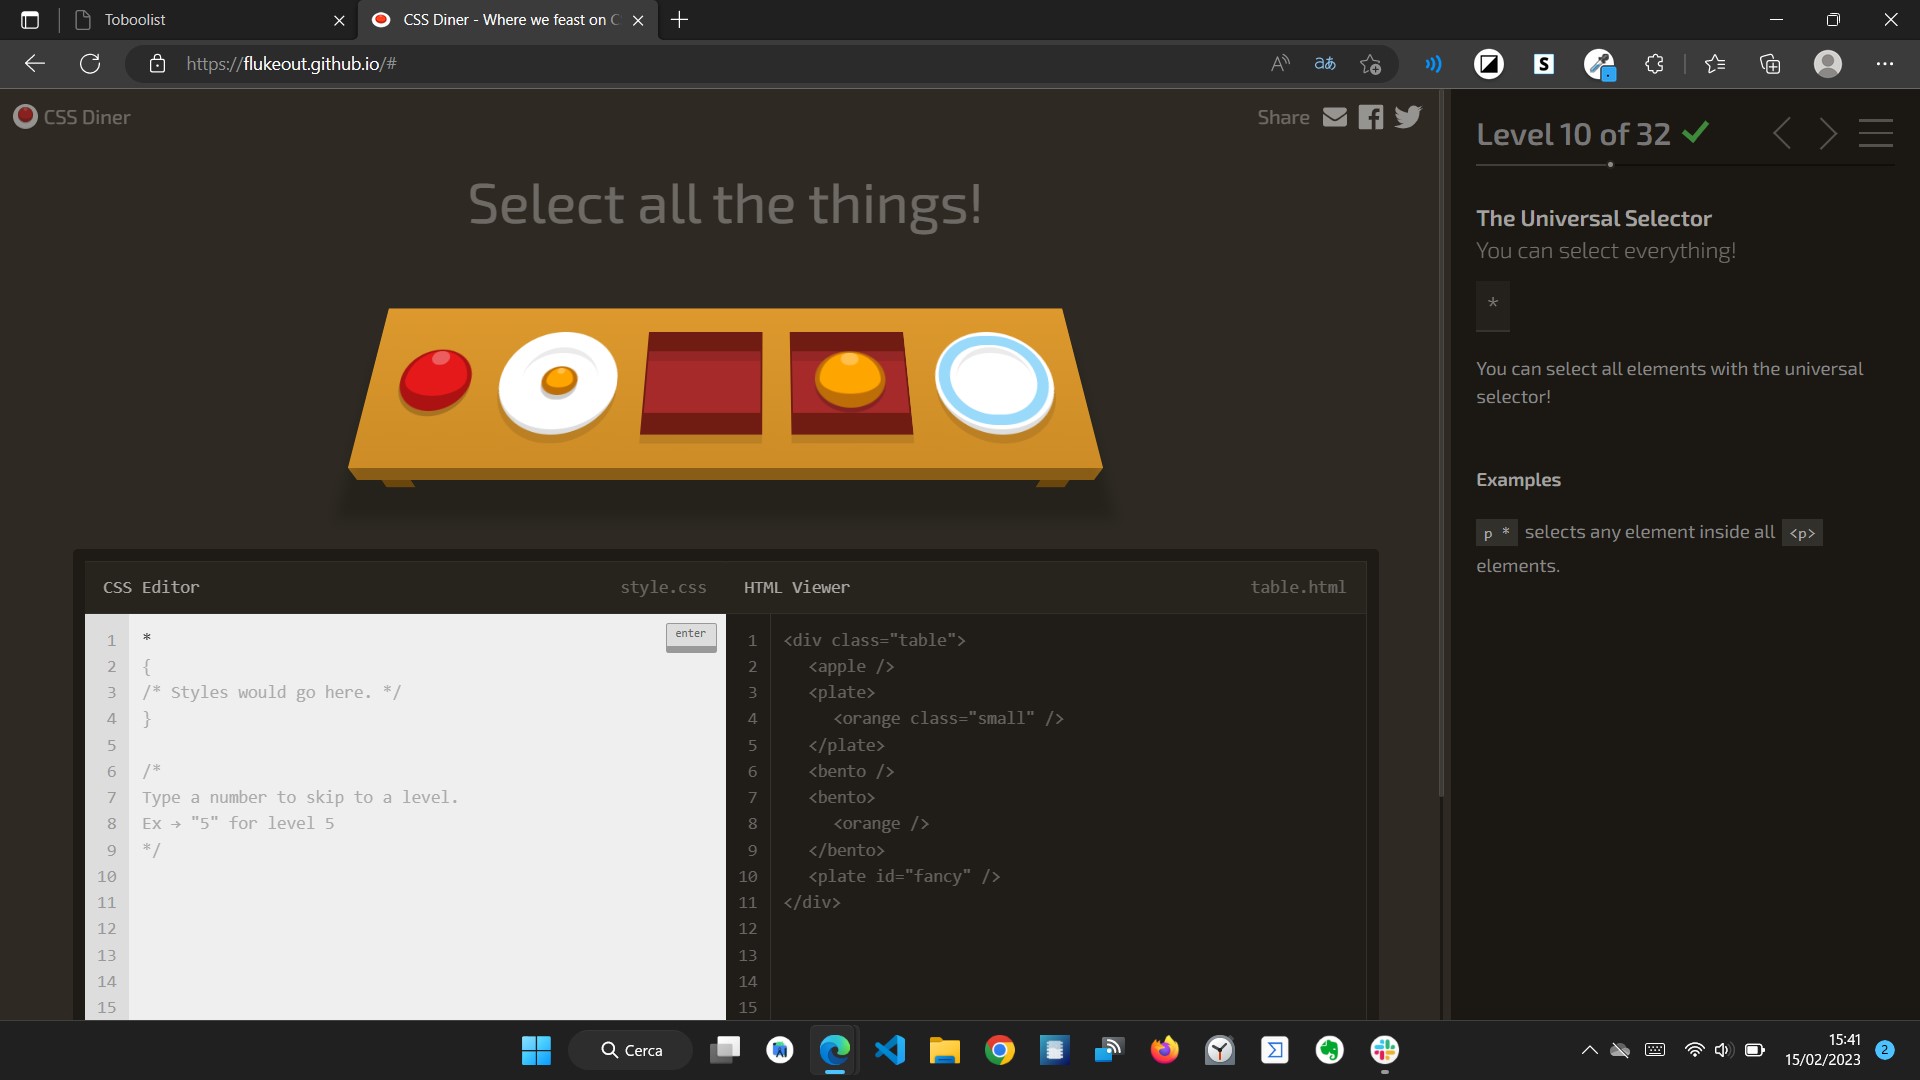 Toboolist
CSS Diner - Where we feast on C
https://flukeout.github.io/#
CSS Diner
Share
Select all the things!
Level 10 of 32
The Universal Selector
You can select everything!
*
You can select all elements with the universal
selector!
Examples
p * selects any element inside all <p>
elements.
CSS Editor
style.css
1 *
2 {
3 /* Styles would go here. */
4 }
5
6 /*
7 Type a number to skip to a level.
8 Ex → "5" for level 5
9 */
10
11
12
13
14
15
enter
HTML Viewer
table.html
1 <div class="table">
2 <apple />
3 <plate>
4 <orange class="small" />
5 </plate>
6 <bento />
7 <bento>
8 <orange />
9 </bento>
10 <plate id="fancy" />
11 </div>
12
13
14
15
Cerca
15:41
15/02/2023
2